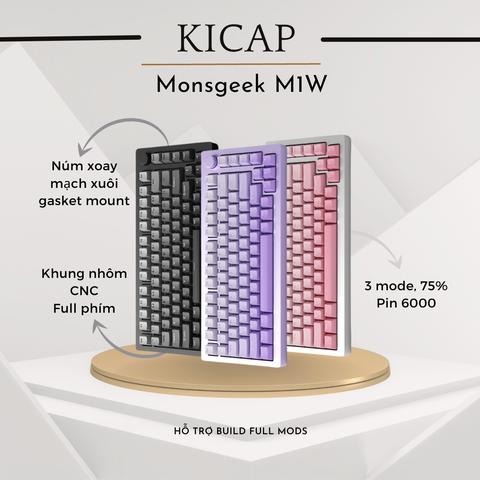 KICAP
Monsgeek M1W
Núm xoay
mạch xuôi
gasket mount
Khung nhôm
CNC
Full phím
3 mode, 75%
Pin 6000
HỖ TRỢ BUILD FULL MODS